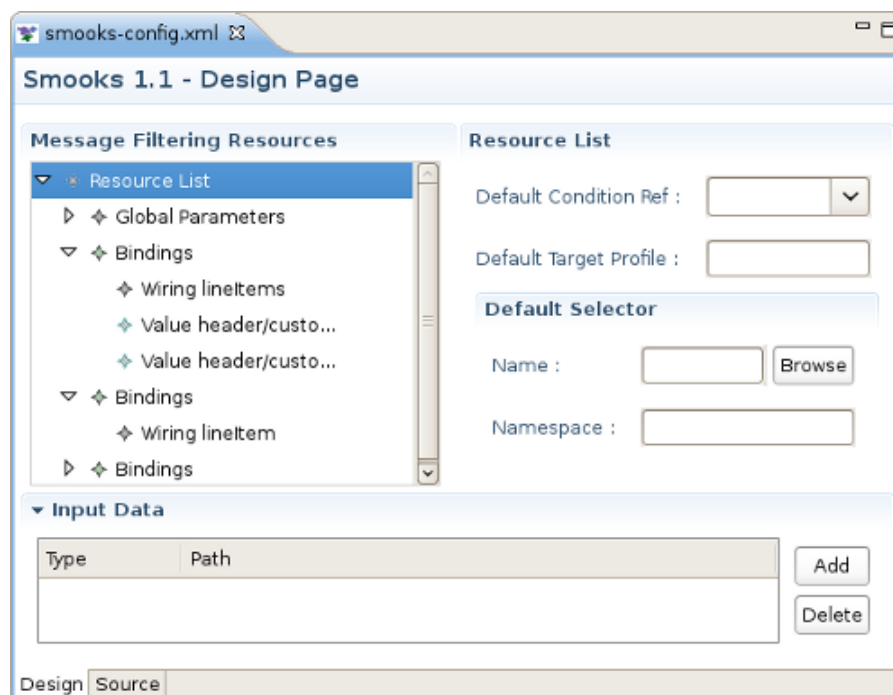 smooks-config.xml
Smooks 1.1 - Design Page
Message Filtering Resources
Resource List
Global Parameters
Bindings
Wiring lineItems
Value header/custo...
Value header/custo...
Bindings
Wiring lineItem
Bindings
Resource List
Default Condition Ref :
Default Target Profile :
Default Selector
Name :
Browse
Namespace :
Input Data
Type Path
Add
Delete
Design Source